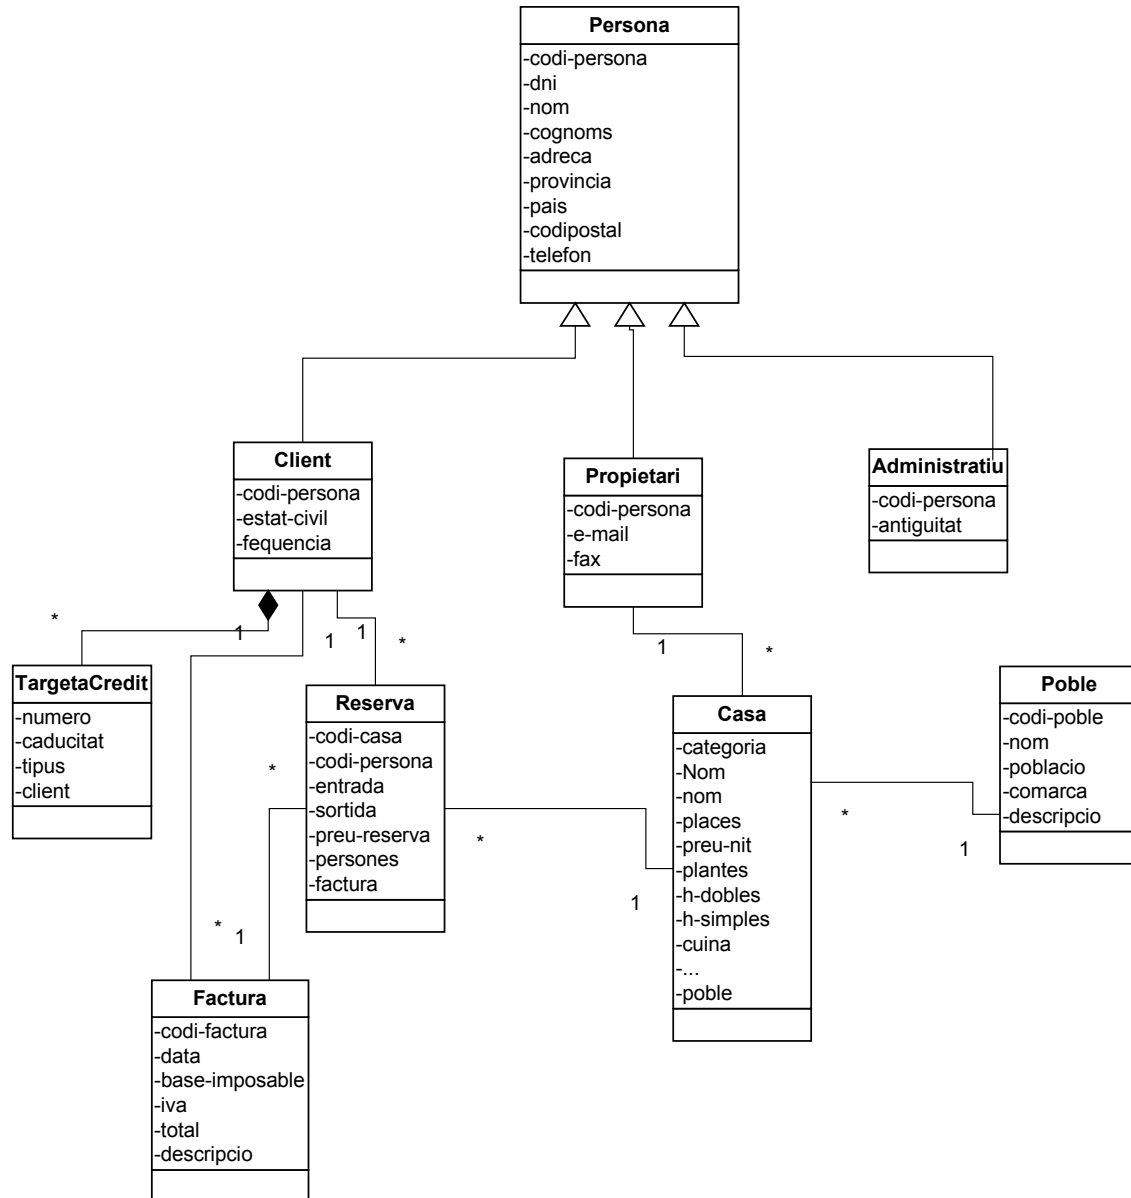 Persona
-codi-persona
-dni
-nom
-cognoms
-adreca
-provincia
-pais
-codipostal
-telefon
Client
-codi-persona
-estat-civil
-fequencia
Propietari
-codi-persona
-e-mail
-fax
Administratiu
-codi-persona
-antiguitat
*
1
1
1
*
1
*
TargetaCredit
-numero
-caducitat
-tipus
-client
Reserva
-codi-casa
-codi-persona
-entrada
-sortida
-preu-reserva
-persones
-factura
Casa
-categoria
-Nom
-nom
-places
-preu-nit
-plantes
-h-dobles
-h-simples
-cuina
-...
-poble
Poble
-codi-poble
-nom
-poblacio
-comarca
-descripcio
*
*
*
1
1
*
1
Factura
-codi-factura
-data
-base-imposable
-iva
-total
-descripcio